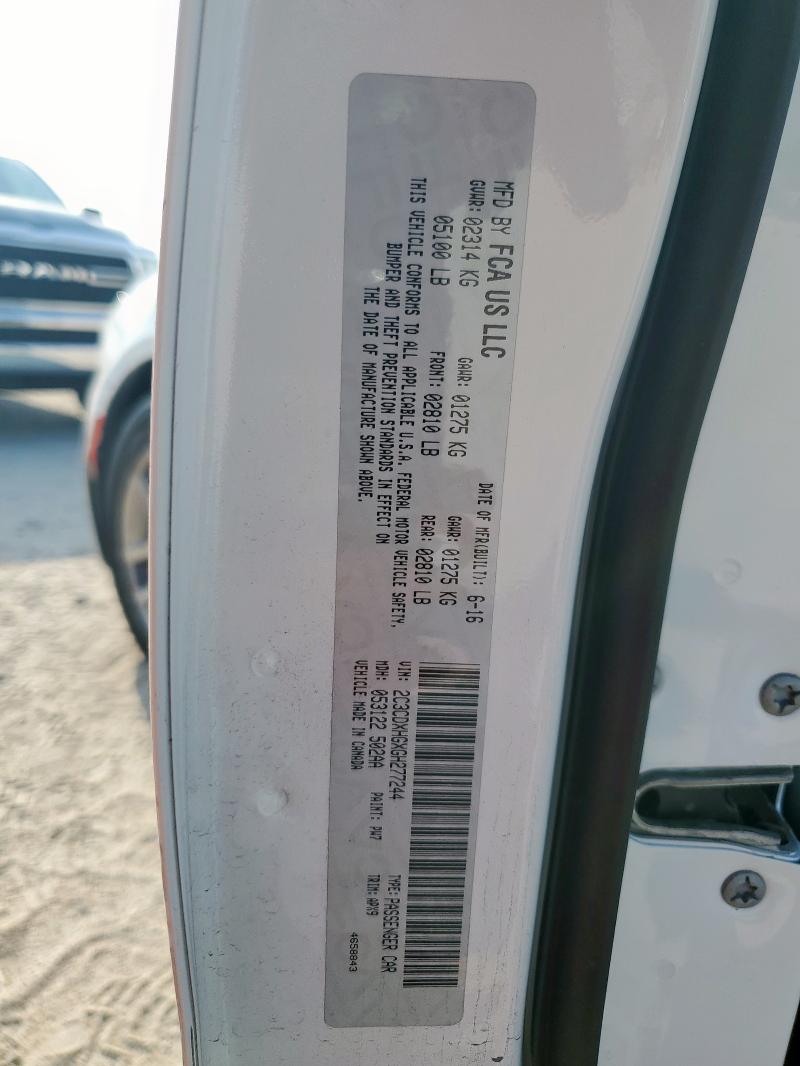 RAM
MFD BY FCA US LLC
DATE OF MFR(BUILT): 6-16
GVWR: 02314 KG GAWR: 01275 KG GAWR: 01275 KG
05100 LB FRONT: 02810 LB REAR: 02810 LB
THIS VEHICLE CONFORMS TO ALL APPLICABLE U.S.A. FEDERAL MOTOR VEHICLE SAFETY,
BUMPER AND THEFT PREVENTION STANDARDS IN EFFECT ON
THE DATE OF MANUFACTURE SHOWN ABOVE.
VIN: 2C3CDXHGXGH277244 TYPE: PASSENGER CAR
MDH: 053122 502AA PAINT: PW7 TRIM: APX9
VEHICLE MADE IN CANADA 4658843